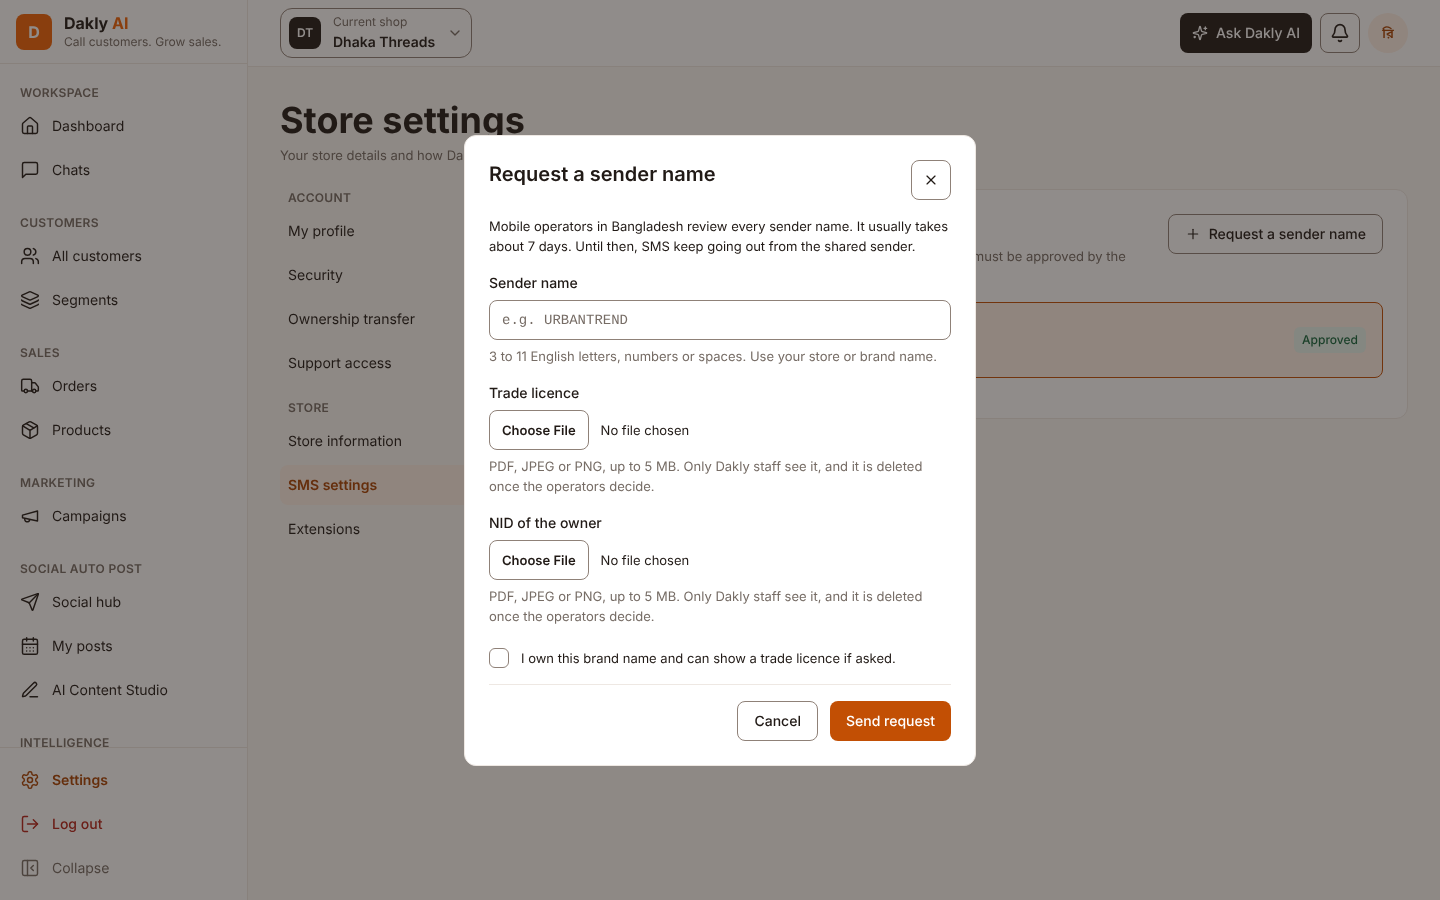 D
Dakly AI
Call customers. Grow sales.
WORKSPACE
Dashboard
Chats
CUSTOMERS
All customers
Segments
SALES
Orders
Products
MARKETING
Campaigns
SOCIAL AUTO POST
Social hub
My posts
AI Content Studio
INTELLIGENCE
Settings
Log out
Collapse
DT
Current shop
Dhaka Threads
Ask Dakly AI
রি
Store settings
Your store details and how Da
ACCOUNT
My profile
Security
Ownership transfer
Support access
STORE
Store information
SMS settings
Extensions
Request a sender name
must be approved by the
Approved
Request a sender name
Mobile operators in Bangladesh review every sender name. It usually takes
about 7 days. Until then, SMS keep going out from the shared sender.
Sender name
e.g. URBANTREND
3 to 11 English letters, numbers or spaces. Use your store or brand name.
Trade licence
Choose File No file chosen
PDF, JPEG or PNG, up to 5 MB. Only Dakly staff see it, and it is deleted
once the operators decide.
NID of the owner
Choose File No file chosen
PDF, JPEG or PNG, up to 5 MB. Only Dakly staff see it, and it is deleted
once the operators decide.
I own this brand name and can show a trade licence if asked.
Cancel
Send request